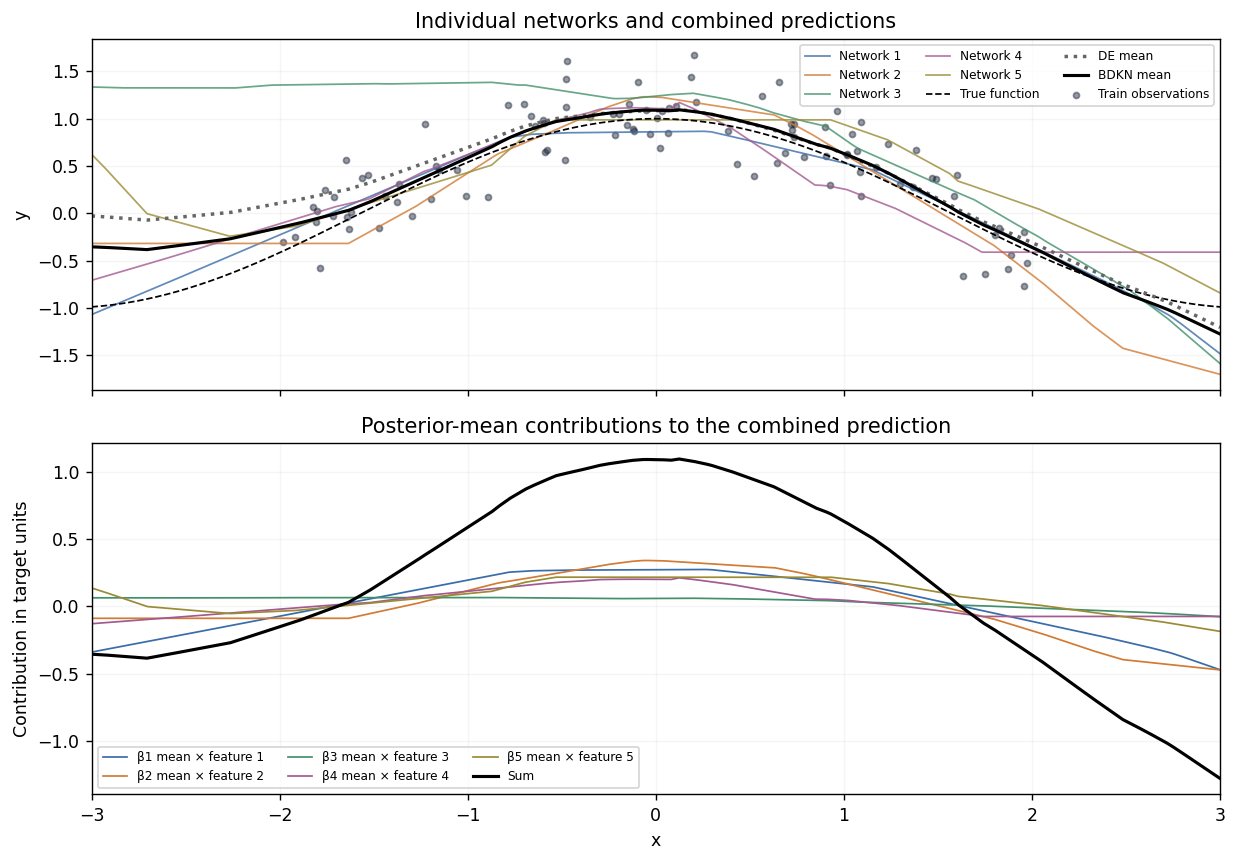 Individual networks and combined predictions
Network 1
Network 2
Network 3
Network 4
Network 5
True function
DE mean
BDKN mean
Train observations
y
1.5
1.0
0.5
0.0
−0.5
−1.0
−1.5
Posterior-mean contributions to the combined prediction
Contribution in target units
1.0
0.5
0.0
−0.5
−1.0
β1 mean × feature 1
β2 mean × feature 2
β3 mean × feature 3
β4 mean × feature 4
β5 mean × feature 5
Sum
−3 −2 −1 0 1 2 3
x